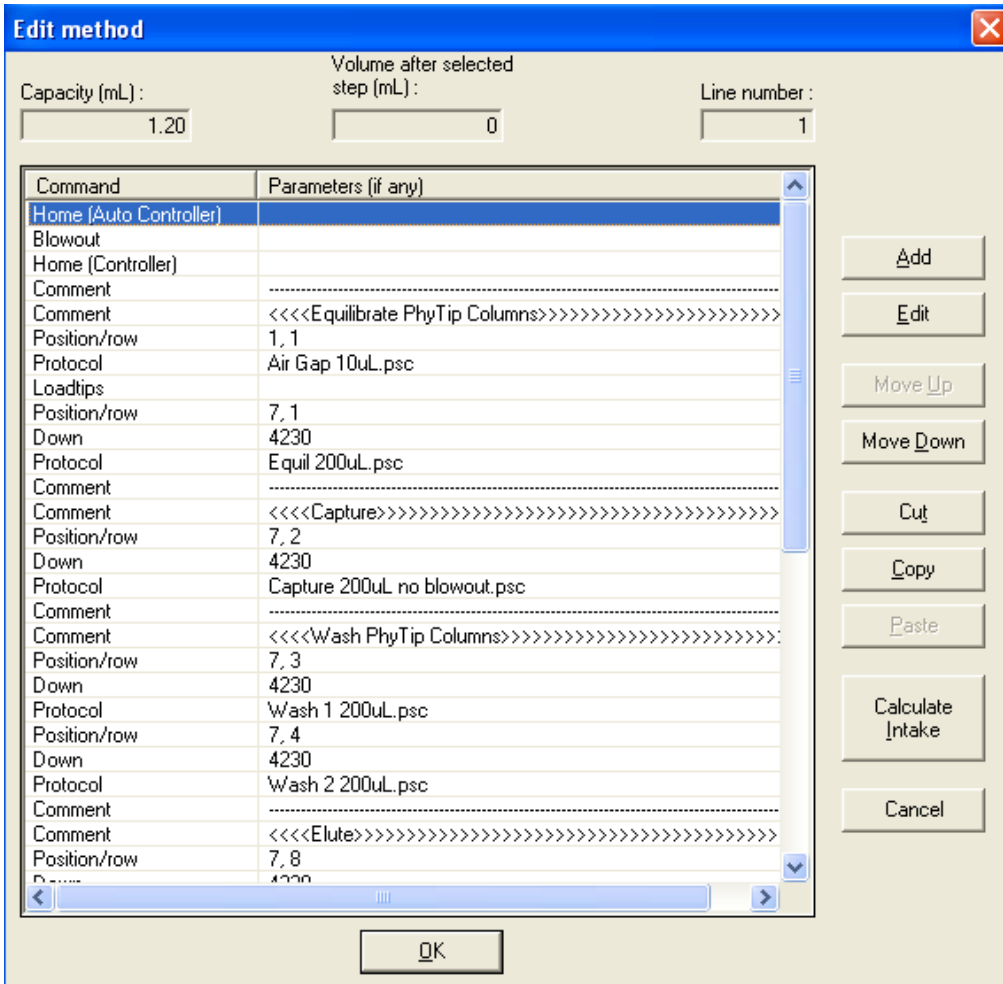 Edit method
Volume after selected
Capacity (mL) : step (mL) : Line number :
1.20 0 1
Command Parameters (if any)
Home (Auto Controller)
Blowout
Home (Controller)
Comment ------------------------------------------------
Comment <<<<Equilibrate PhyTip Columns>>>>>>>>>>>>>>>>>>>>>>>
Position/row 1, 1
Protocol Air Gap 10uL.psc
Loadtips
Position/row 7, 1
Down 4230
Protocol Equil 200uL.psc
Comment ------------------------------------------------
Comment <<<<Capture>>>>>>>>>>>>>>>>>>>>>>>>>>>>>>>>>>>>>>>
Position/row 7, 2
Down 4230
Protocol Capture 200uL no blowout.psc
Comment ------------------------------------------------
Comment <<<<Wash PhyTip Columns>>>>>>>>>>>>>>>>>>>>>>>>>>
Position/row 7, 3
Down 4230
Protocol Wash 1 200uL.psc
Position/row 7, 4
Down 4230
Protocol Wash 2 200uL.psc
Comment ------------------------------------------------
Comment <<<<Elute>>>>>>>>>>>>>>>>>>>>>>>>>>>>>>>>>>>>>>>>>
Position/row 7, 8
Down 4230
Add
Edit
Move Up
Move Down
Cut
Copy
Paste
Calculate
Intake
Cancel
OK